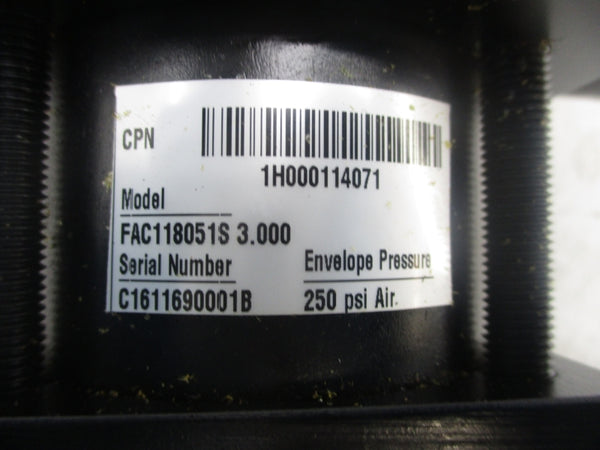 CPN
1H000114071
Model
FAC118051S 3.000
Serial Number
C1611690001B
Envelope Pressure
250 psi Air.